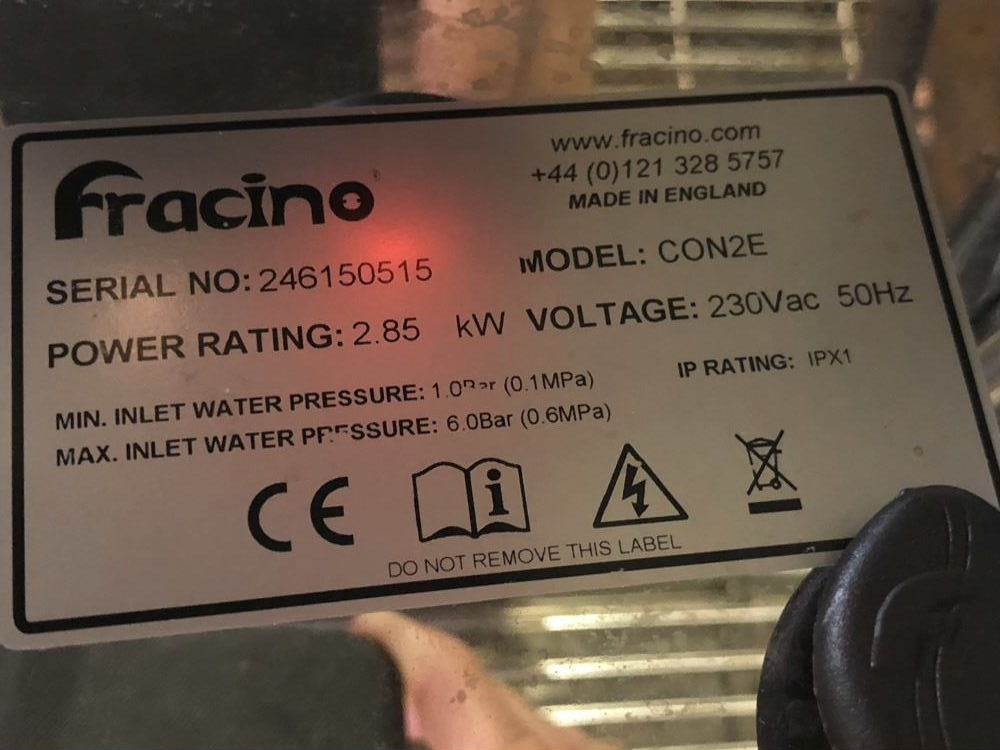 fracino
www.fracino.com
+44 (0)121 328 5757
MADE IN ENGLAND
SERIAL NO: 246150515
MODEL: CON2E
POWER RATING: 2.85 kW VOLTAGE: 230Vac 50Hz
MIN. INLET WATER PRESSURE: 1.0Bar (0.1MPa)
IP RATING: IPX1
MAX. INLET WATER PRESSURE: 6.0Bar (0.6MPa)
CE
i
DO NOT REMOVE THIS LABEL